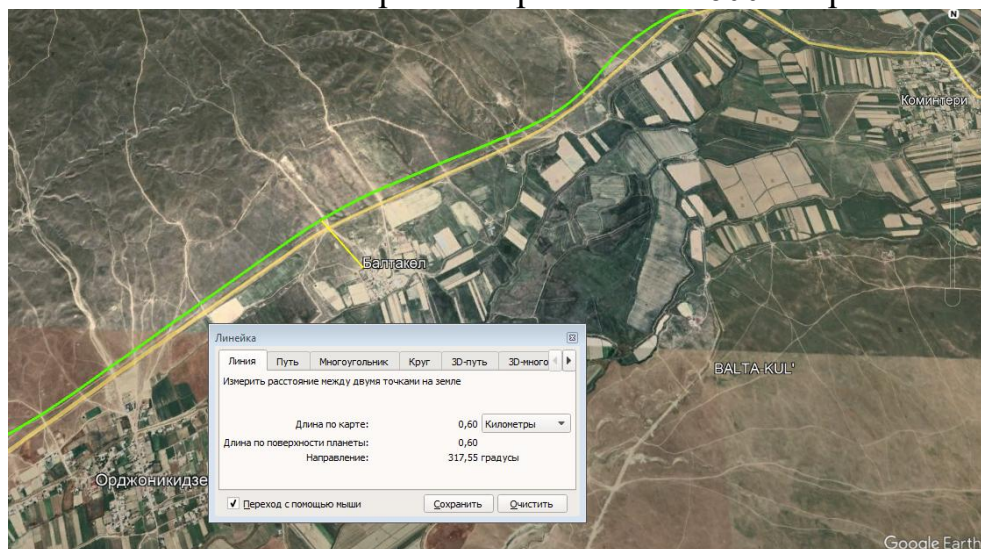 N
Коминтерн
Балтакөл
BALTA-KUL'
Орджоникидзе
Линейка
Линия Путь Многоугольник Круг 3D-путь 3D-много
Измерить расстояние между двумя точками на земле
Длина по карте: 0,60 Километры
Длина по поверхности планеты: 0,60
Направление: 317,55 градусы
Переход с помощью мыши Сохранить Очистить
Google Earth